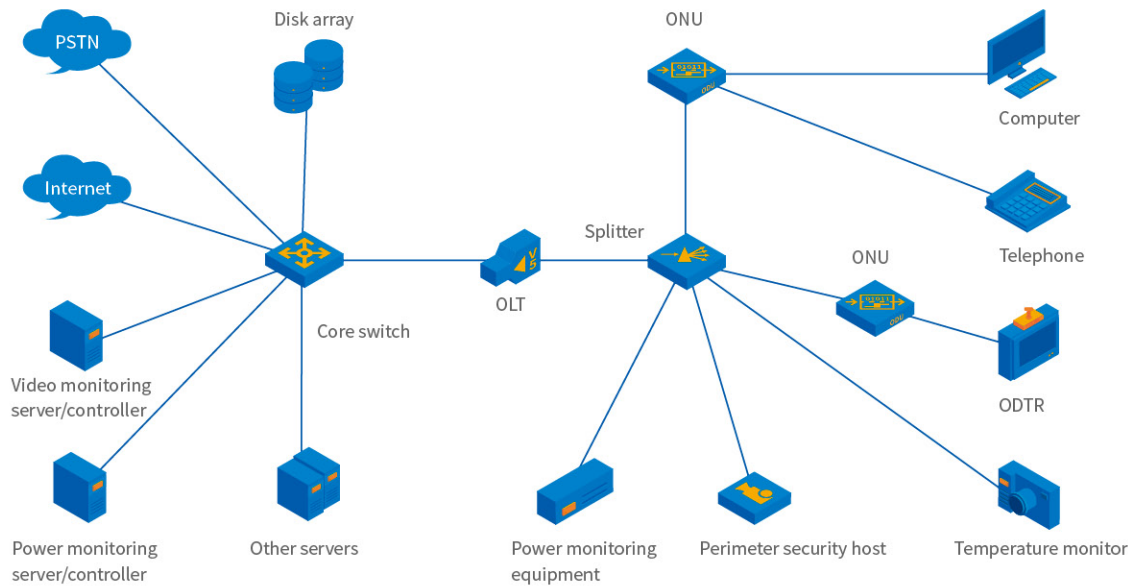 PSTN
Disk array
ONU
Computer
Internet
Telephone
Splitter
ONU
OLT
Core switch
Video monitoring
server/controller
ODTR
Power monitoring
server/controller
Other servers
Power monitoring
equipment
Perimeter security host
Temperature monitor